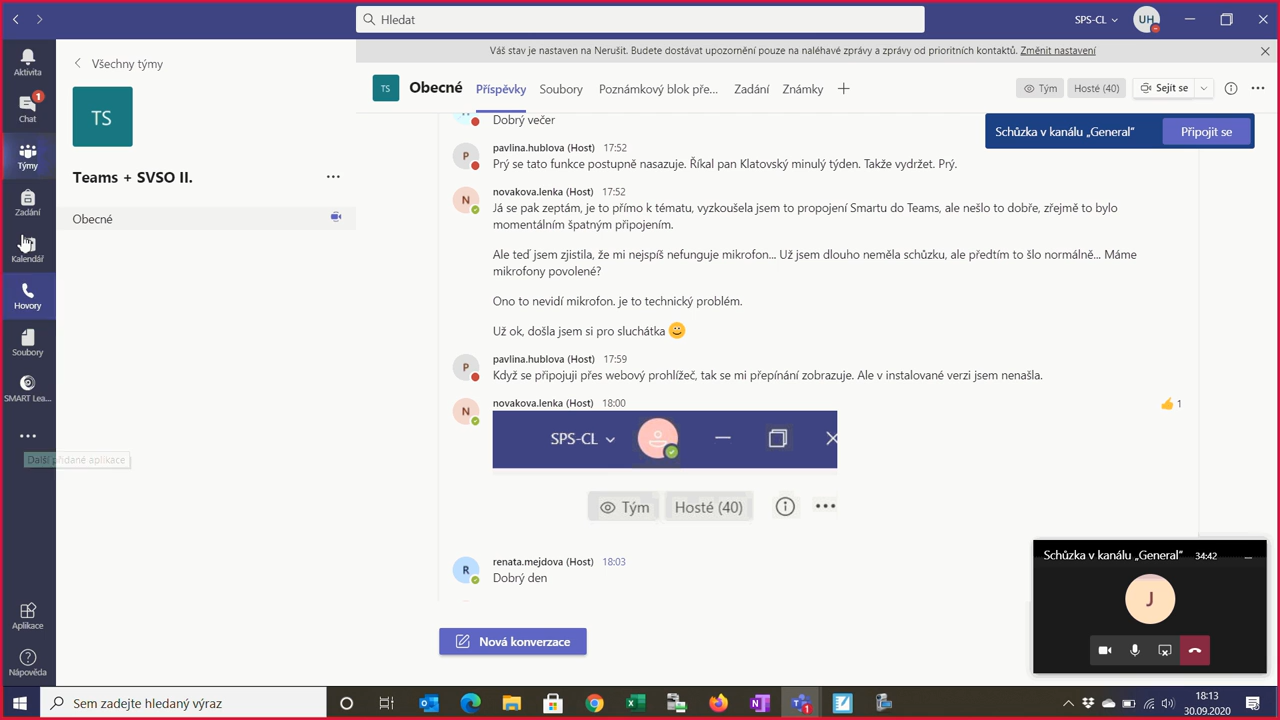 Hledat
SPS-CL
UH
Váš stav je nastaven na Nerušit. Budete dostávat upozornění pouze na naléhavé zprávy a zprávy od prioritních kontaktů. Změnit nastavení
Aktivita
1
Chat
Týmy
Zadání
Kalendář
Hovory
Soubory
SMART Lea...
Další přidané aplikace
Aplikace
Nápověda
Všechny týmy
TS
Teams + SVSO II.
Obecné
TS
Obecné
Příspěvky
Soubory
Poznámkový blok pře...
Zadání
Známky
Tým
Hosté (40)
Sejít se
Schůzka v kanálu „General“
Připojit se
Dobrý večer
P
pavlina.hublova (Host) 17:52
Prý se tato funkce postupně nasazuje. Říkal pan Klatovský minulý týden. Takže vydržet. Prý.
N
novakova.lenka (Host) 17:52
Já se pak zeptám, je to přímo k tématu, vyzkoušela jsem to propojení Smartu do Teams, ale nešlo to dobře, zřejmě to bylo
momentálním špatným připojením.
Ale teď jsem zjistila, že mi nejspíš nefunguje mikrofon... Už jsem dlouho neměla schůzku, ale předtím to šlo normálně... Máme
mikrofony povolené?
Ono to nevidí mikrofon. je to technický problém.
Už ok, došla jsem si pro sluchátka
P
pavlina.hublova (Host) 17:59
Když se připojuji přes webový prohlížeč, tak se mi přepínání zobrazuje. Ale v instalované verzi jsem nenašla.
N
novakova.lenka (Host) 18:00
1
SPS-CL
Tým
Hosté (40)
R
renata.mejdova (Host) 18:03
Dobrý den
Nová konverzace
Schůzka v kanálu „General“ 34:42
J
Sem zadejte hledaný výraz
1
18:13
30.09.2020